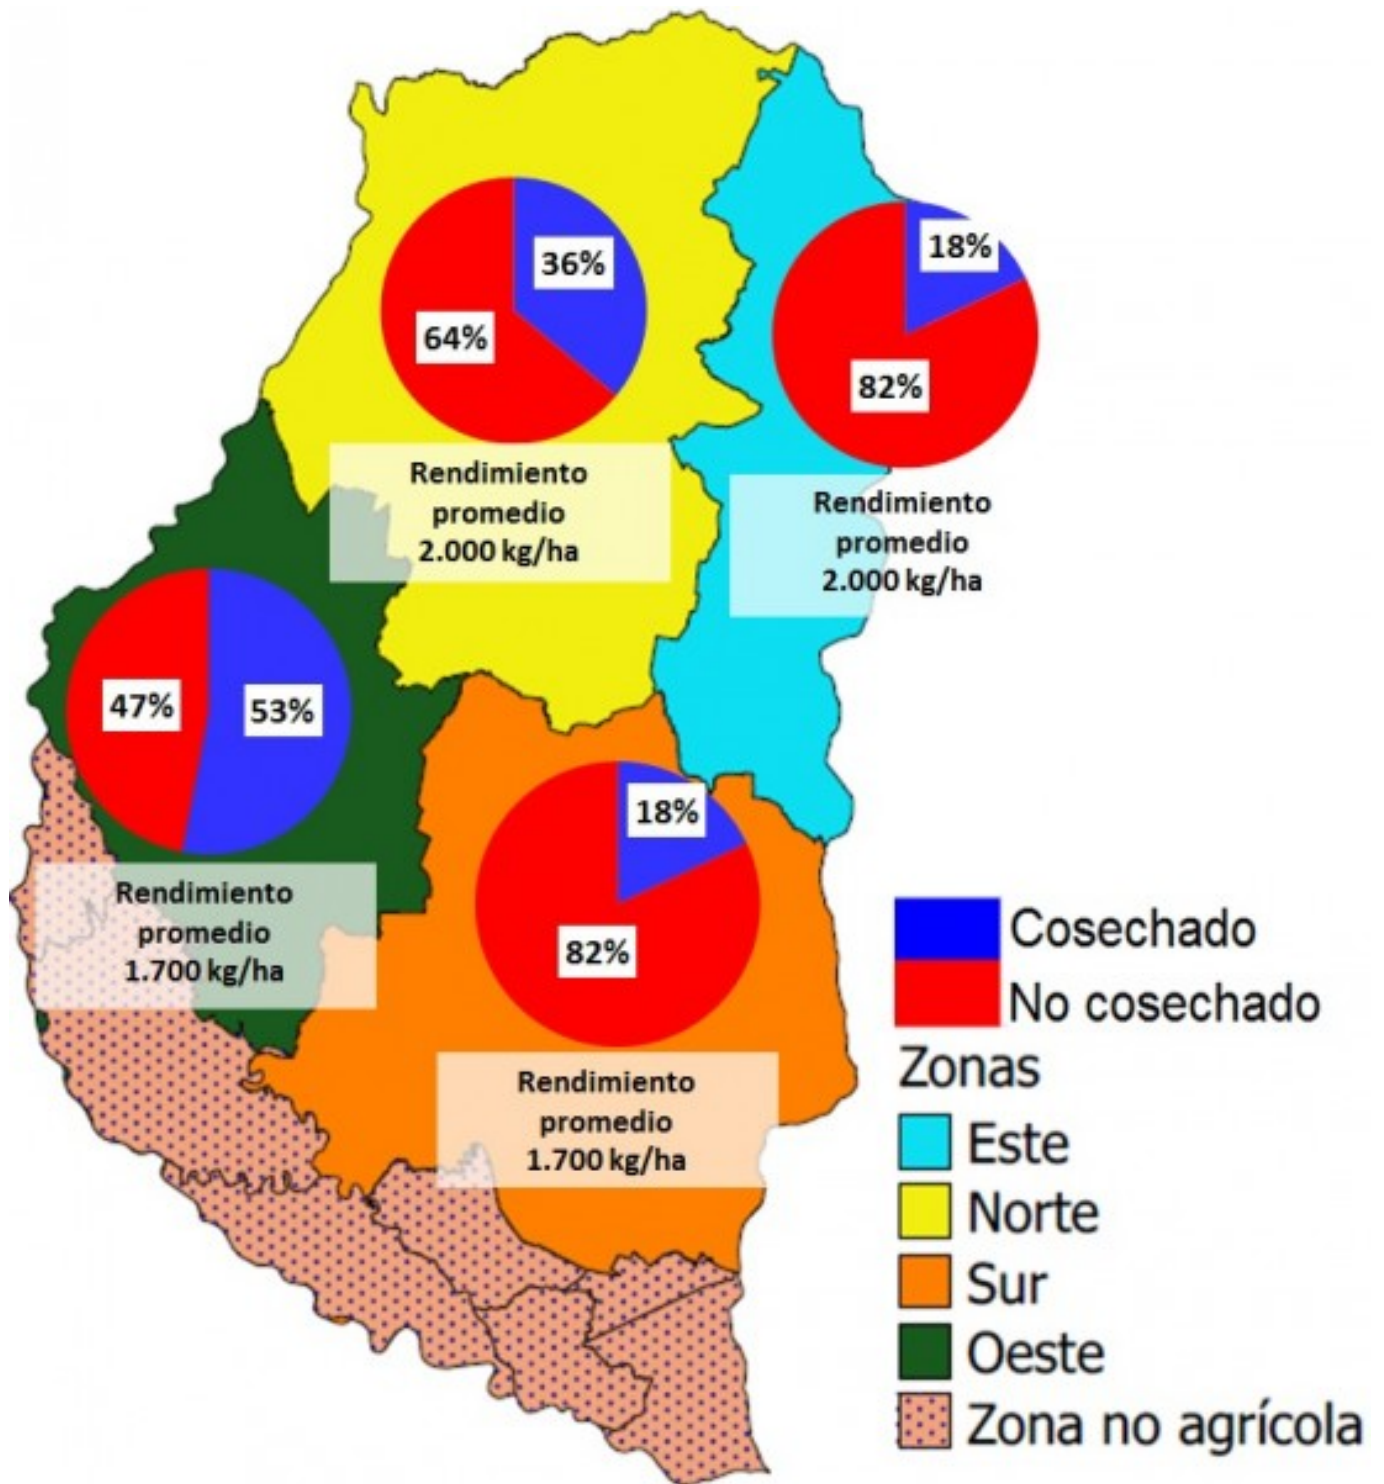 36%
64%
Rendimiento
promedio
2.000 kg/ha
18%
82%
Rendimiento
promedio
2.000 kg/ha
47%
53%
Rendimiento
promedio
1.700 kg/ha
18%
82%
Rendimiento
promedio
1.700 kg/ha
Cosechado
No cosechado
Zonas
Este
Norte
Sur
Oeste
Zona no agrícola